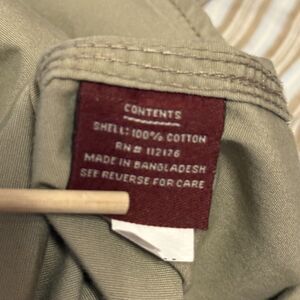 CONTENTS
SHELL: 100% COTTON
RN# 112176
MADE IN BANGLADESH
SEE REVERSE FOR CARE